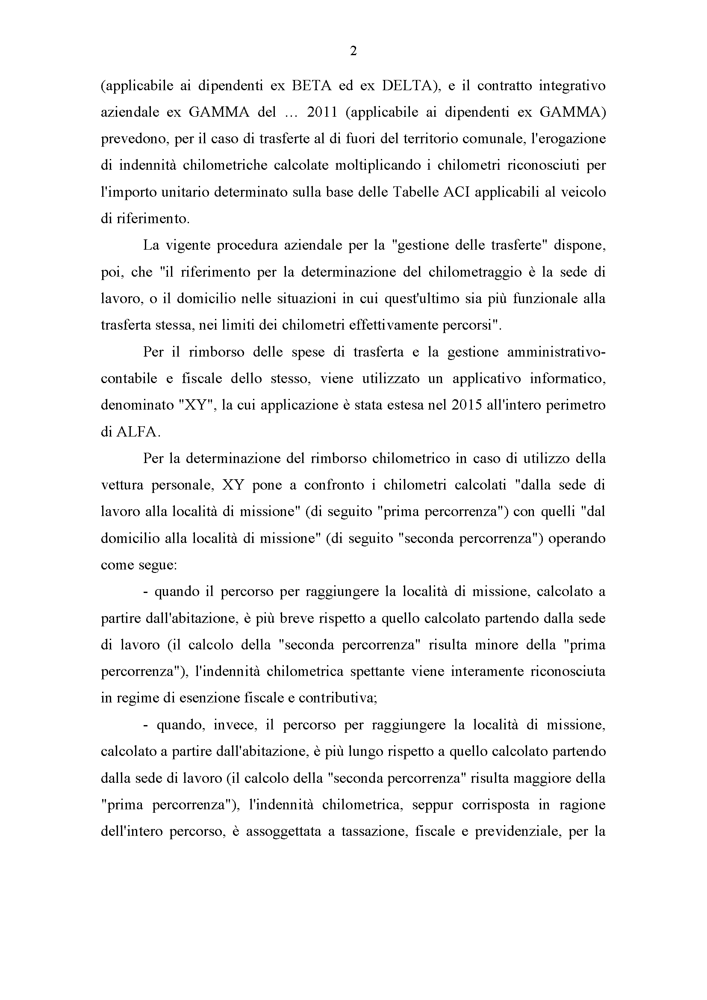 2
(applicabile ai dipendenti ex BETA ed ex DELTA), e il contratto integrativo
aziendale ex GAMMA del ... 2011 (applicabile ai dipendenti ex GAMMA)
prevedono, per il caso di trasferte al di fuori del territorio comunale, l'erogazione
di indennità chilometriche calcolate moltiplicando i chilometri riconosciuti per
l'importo unitario determinato sulla base delle Tabelle ACI applicabili al veicolo
di riferimento.
La vigente procedura aziendale per la "gestione delle trasferte" dispone,
poi, che "il riferimento per la determinazione del chilometraggio è la sede di
lavoro, o il domicilio nelle situazioni in cui quest'ultimo sia più funzionale alla
trasferta stessa, nei limiti dei chilometri effettivamente percorsi".
Per il rimborso delle spese di trasferta e la gestione amministrativo-
contabile e fiscale dello stesso, viene utilizzato un applicativo informatico,
denominato "XY", la cui applicazione è stata estesa nel 2015 all'intero perimetro
di ALFA.
Per la determinazione del rimborso chilometrico in caso di utilizzo della
vettura personale, XY pone a confronto i chilometri calcolati "dalla sede di
lavoro alla località di missione" (di seguito "prima percorrenza") con quelli "dal
domicilio alla località di missione" (di seguito "seconda percorrenza") operando
come segue:
- quando il percorso per raggiungere la località di missione, calcolato a
partire dall'abitazione, è più breve rispetto a quello calcolato partendo dalla sede
di lavoro (il calcolo della "seconda percorrenza" risulta minore della "prima
percorrenza"), l'indennità chilometrica spettante viene interamente riconosciuta
in regime di esenzione fiscale e contributiva;
- quando, invece, il percorso per raggiungere la località di missione,
calcolato a partire dall'abitazione, è più lungo rispetto a quello calcolato partendo
dalla sede di lavoro (il calcolo della "seconda percorrenza" risulta maggiore della
"prima percorrenza"), l'indennità chilometrica, seppur corrisposta in ragione
dell'intero percorso, è assoggettata a tassazione, fiscale e previdenziale, per la